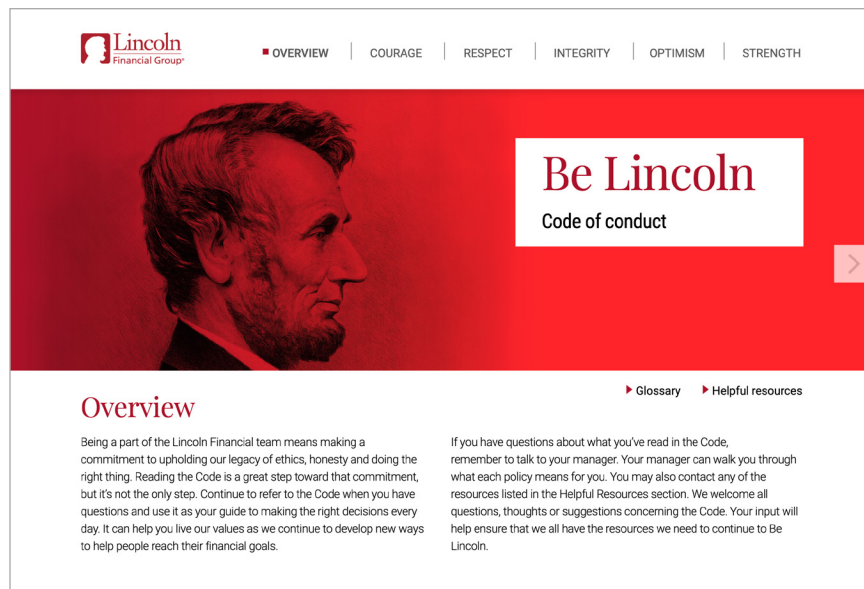 Lincoln
Financial Group®
OVERVIEW
COURAGE
RESPECT
INTEGRITY
OPTIMISM
STRENGTH
Be Lincoln
Code of conduct
Glossary
Helpful resources
Overview
Being a part of the Lincoln Financial team means making a
commitment to upholding our legacy of ethics, honesty and doing the
right thing. Reading the Code is a great step toward that commitment,
but it’s not the only step. Continue to refer to the Code when you have
questions and use it as your guide to making the right decisions every
day. It can help you live our values as we continue to develop new ways
to help people reach their financial goals.
If you have questions about what you’ve read in the Code,
remember to talk to your manager. Your manager can walk you through
what each policy means for you. You may also contact any of the
resources listed in the Helpful Resources section. We welcome all
questions, thoughts or suggestions concerning the Code. Your input will
help ensure that we all have the resources we need to continue to Be
Lincoln.